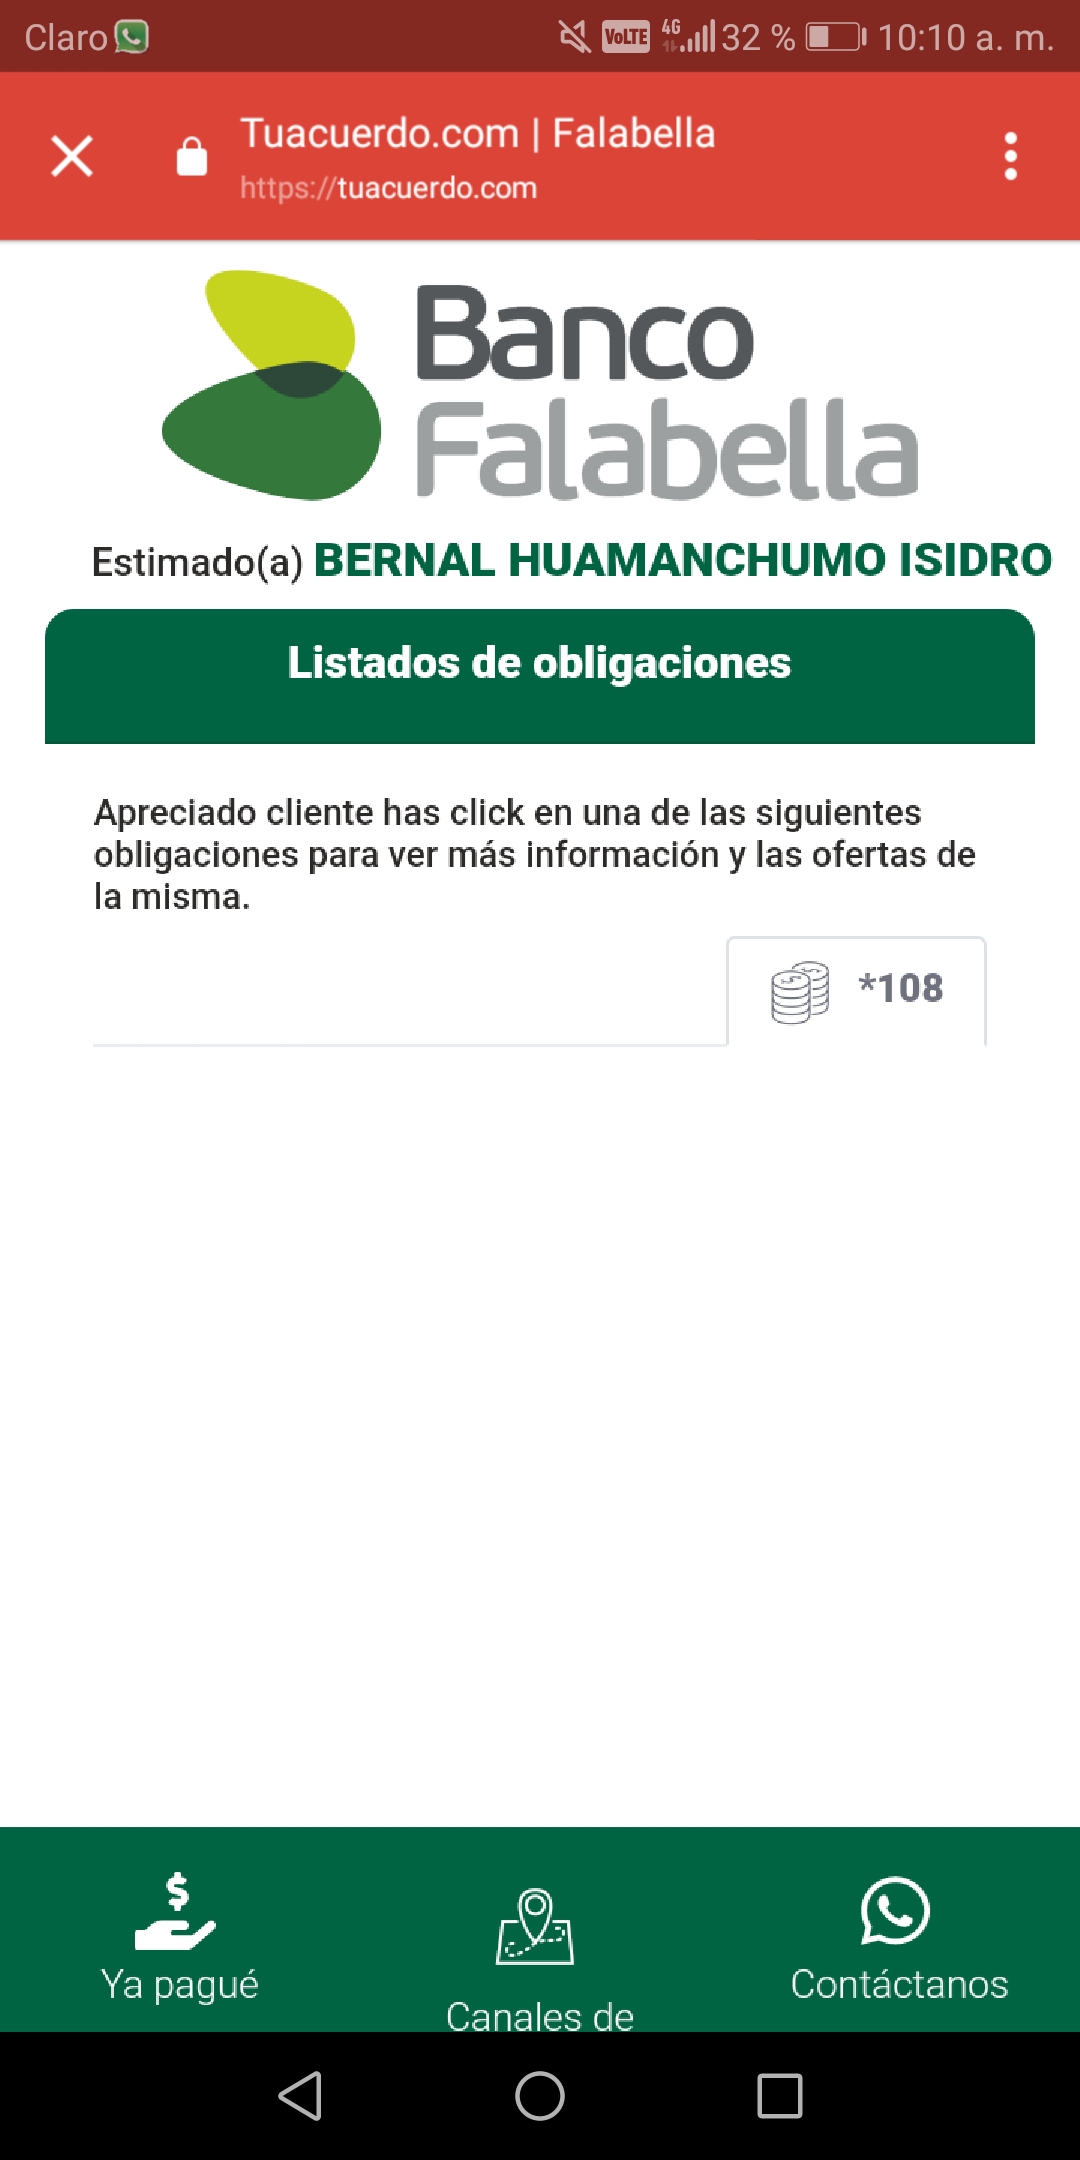 Claro VoLTE 4G 32 % 10:10 a. m.
Tuacuerdo.com | Falabella
https://tuacuerdo.com
Banco
Falabella
Estimado(a) BERNAL HUAMANCHUMO ISIDRO
Listados de obligaciones
Apreciado cliente has click en una de las siguientes
obligaciones para ver más información y las ofertas de
la misma.
*108
Ya pagué
Canales de
Contáctanos